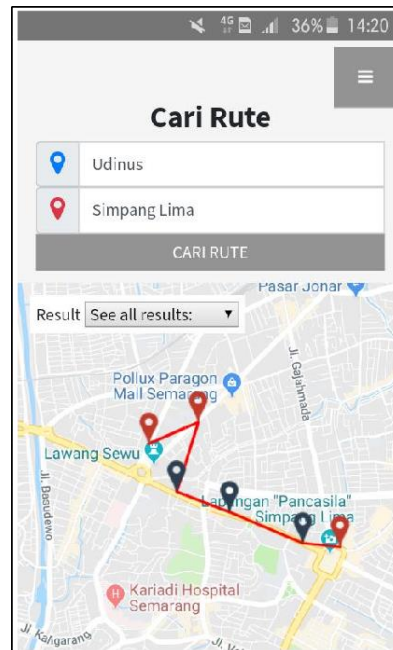 4G 36% 14:20
Cari Rute
Udinus
Simpang Lima
CARI RUTE
Pasar Johar
Result See all results:
Pollux Paragon
Mall Semarang
Jl. Gajahmada
Lawang Sewu
Jl. Basudewo
Lapangan "Pancasila"
Simpang Lima
Kariadi Hospital
Semarang
Jl. Kaligarang